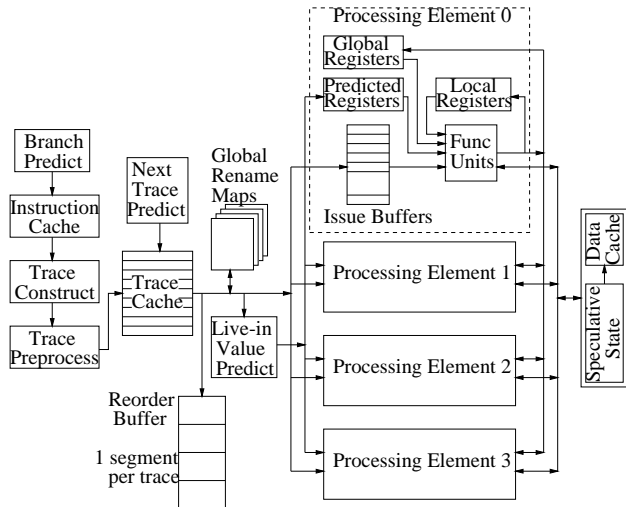 Processing Element 0
Global
Registers
Predicted
Registers
Local
Registers
Func
Units
Issue Buffers
Branch
Predict
Next
Trace
Predict
Global
Rename
Maps
Instruction
Cache
Trace
Construct
Trace
Cache
Trace
Preprocess
Live-in
Value
Predict
Processing Element 1
Processing Element 2
Processing Element 3
Data
Cache
Speculative
State
Reorder
Buffer
1 segment
per trace